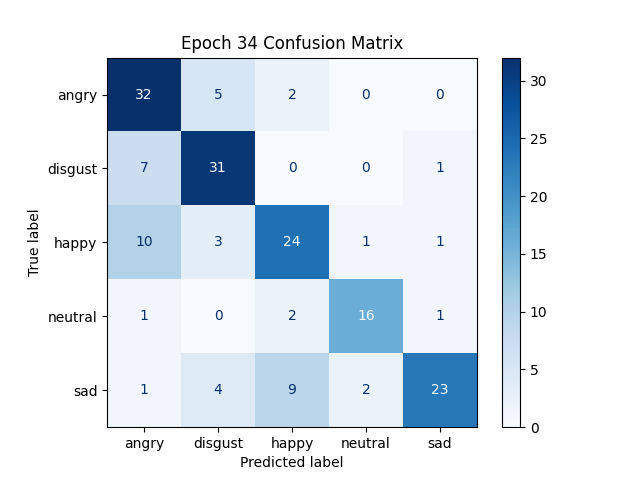 Epoch 34 Confusion Matrix
True label
angry 32 5 2 0 0
disgust 7 31 0 0 1
happy 10 3 24 1 1
neutral 1 0 2 16 1
sad 1 4 9 2 23
angry disgust happy neutral sad
Predicted label
30
25
20
15
10
5
0